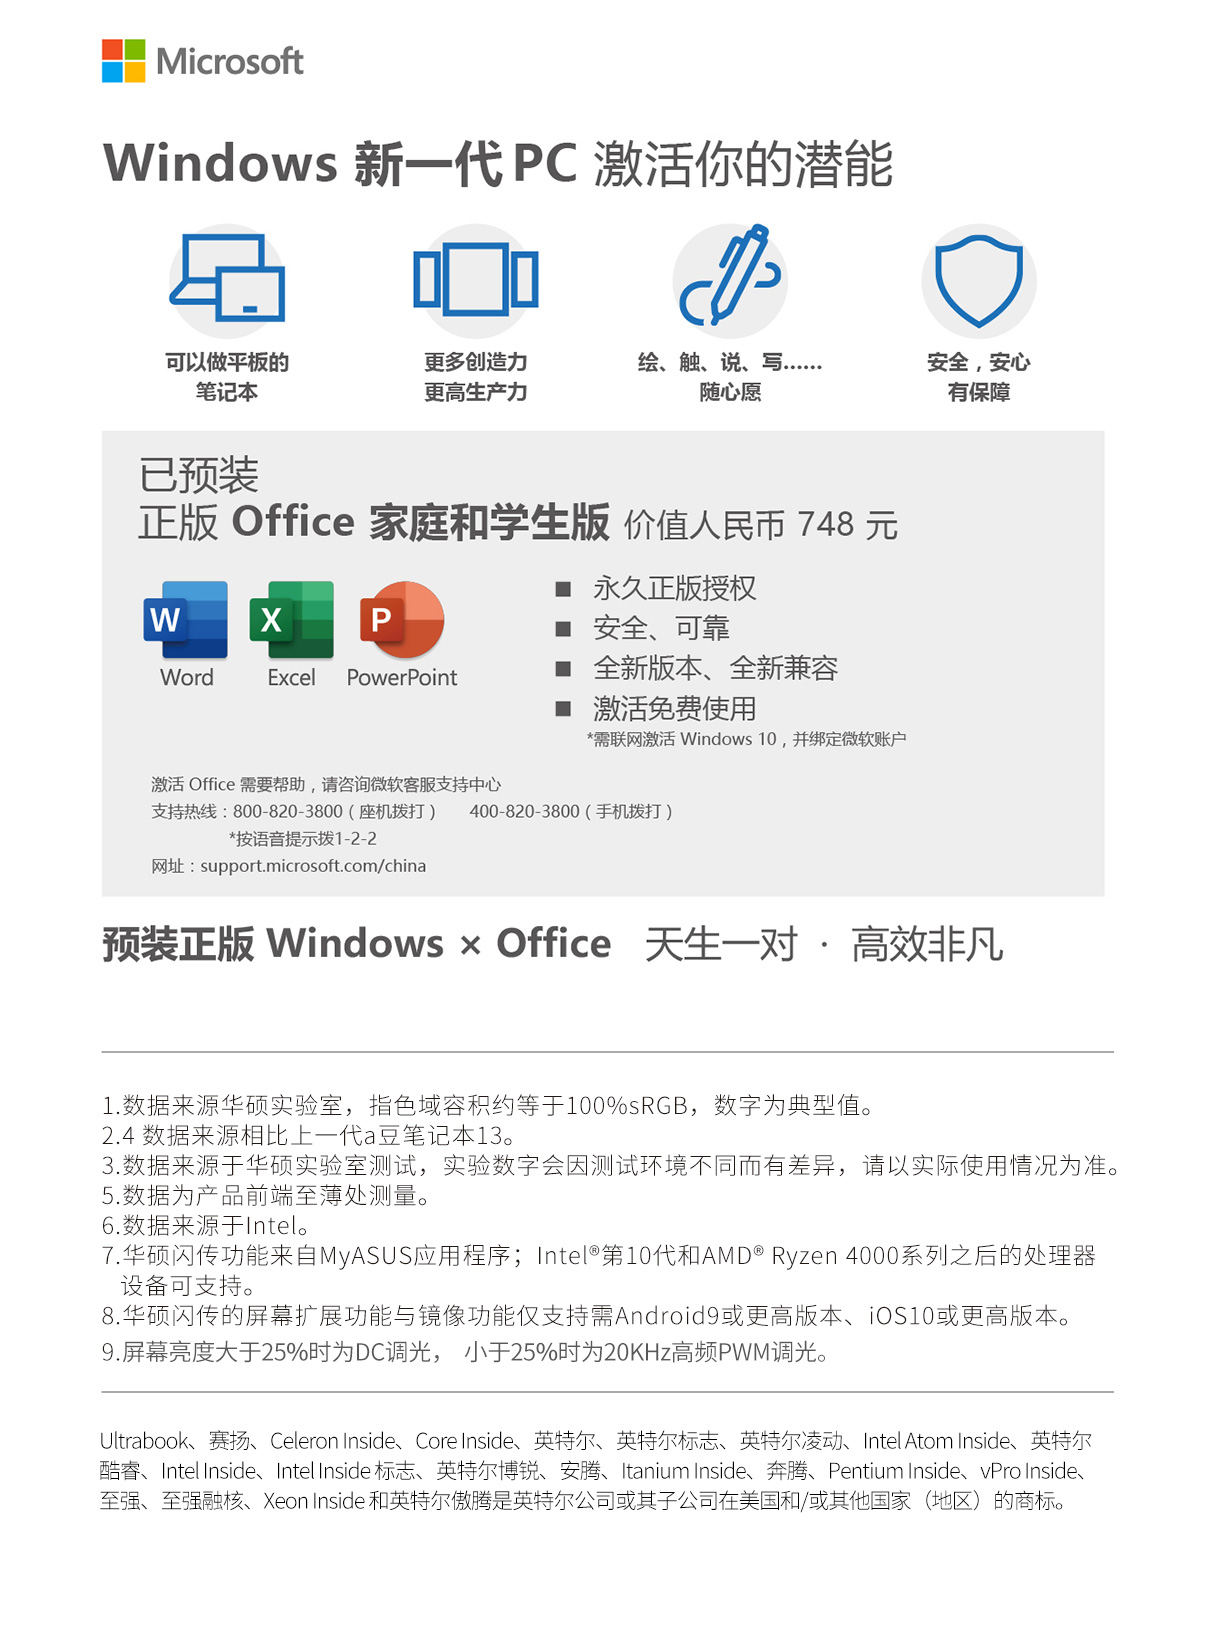 Microsoft
Windows 新一代 PC 激活你的潜能
可以做平板的
笔记本
更多创造力
更高生产力
绘、触、说、写……
随心愿
安全，安心
有保障
已预装
正版 Office 家庭和学生版 价值人民币 748 元
W
X
P
Word
Excel
PowerPoint
■ 永久正版授权
■ 安全、可靠
■ 全新版本、全新兼容
■ 激活免费使用
*需联网激活 Windows 10，并绑定微软账户
激活 Office 需要帮助，请咨询微软客服支持中心
支持热线：800-820-3800（座机拨打） 400-820-3800（手机拨打）
*按语音提示拨1-2-2
网址：support.microsoft.com/china
预装正版 Windows × Office 天生一对 · 高效非凡
1.数据来源华硕实验室，指色域容积约等于100%sRGB，数字为典型值。
2.4 数据来源相比上一代a豆笔记本13。
3.数据来源于华硕实验室测试，实验数字会因测试环境不同而有差异，请以实际使用情况为准。
5.数据为产品前端至薄处测量。
6.数据来源于Intel。
7.华硕闪传功能来自MyASUS应用程序；Intel®第10代和AMD® Ryzen 4000系列之后的处理器
设备可支持。
8.华硕闪传的屏幕扩展功能与镜像功能仅支持需Android9或更高版本、iOS10或更高版本。
9.屏幕亮度大于25%时为DC调光， 小于25%时为20KHz高频PWM调光。
Ultrabook、赛扬、Celeron Inside、Core Inside、英特尔、英特尔标志、英特尔凌动、Intel Atom Inside、英特尔
酷睿、Intel Inside、Intel Inside 标志、英特尔博锐、安腾、Itanium Inside、奔腾、Pentium Inside、vPro Inside、
至强、至强融核、Xeon Inside 和英特尔傲腾是英特尔公司或其子公司在美国和/或其他国家（地区）的商标。